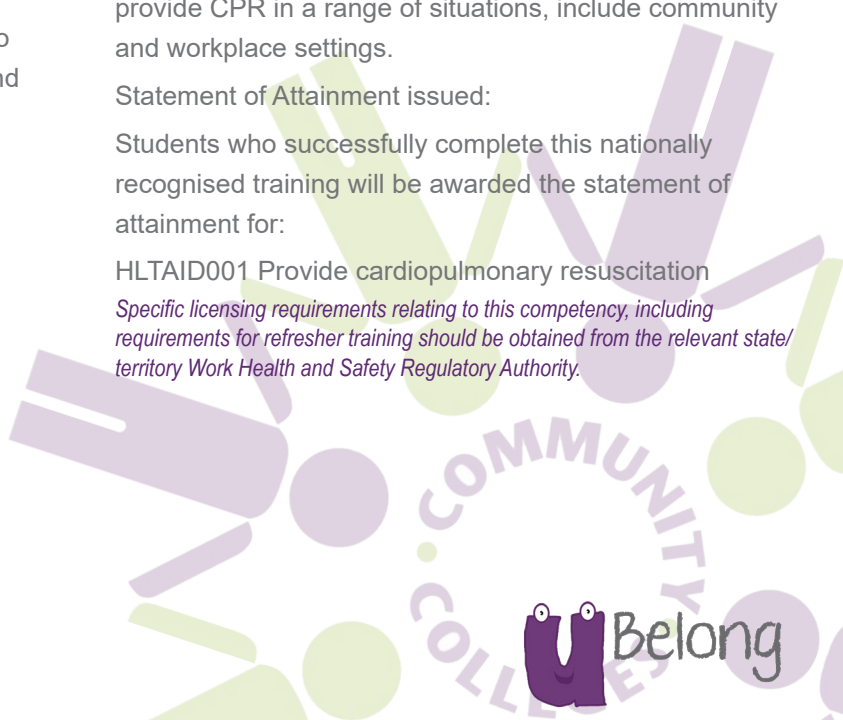 provide CPR in a range of situations, include community
and workplace settings.
Statement of Attainment issued:
Students who successfully complete this nationally
recognised training will be awarded the statement of
attainment for:
HLTAID001 Provide cardiopulmonary resuscitation
Specific licensing requirements relating to this competency, including
requirements for refresher training should be obtained from the relevant state/
territory Work Health and Safety Regulatory Authority.
COMMUNITY
u Belong